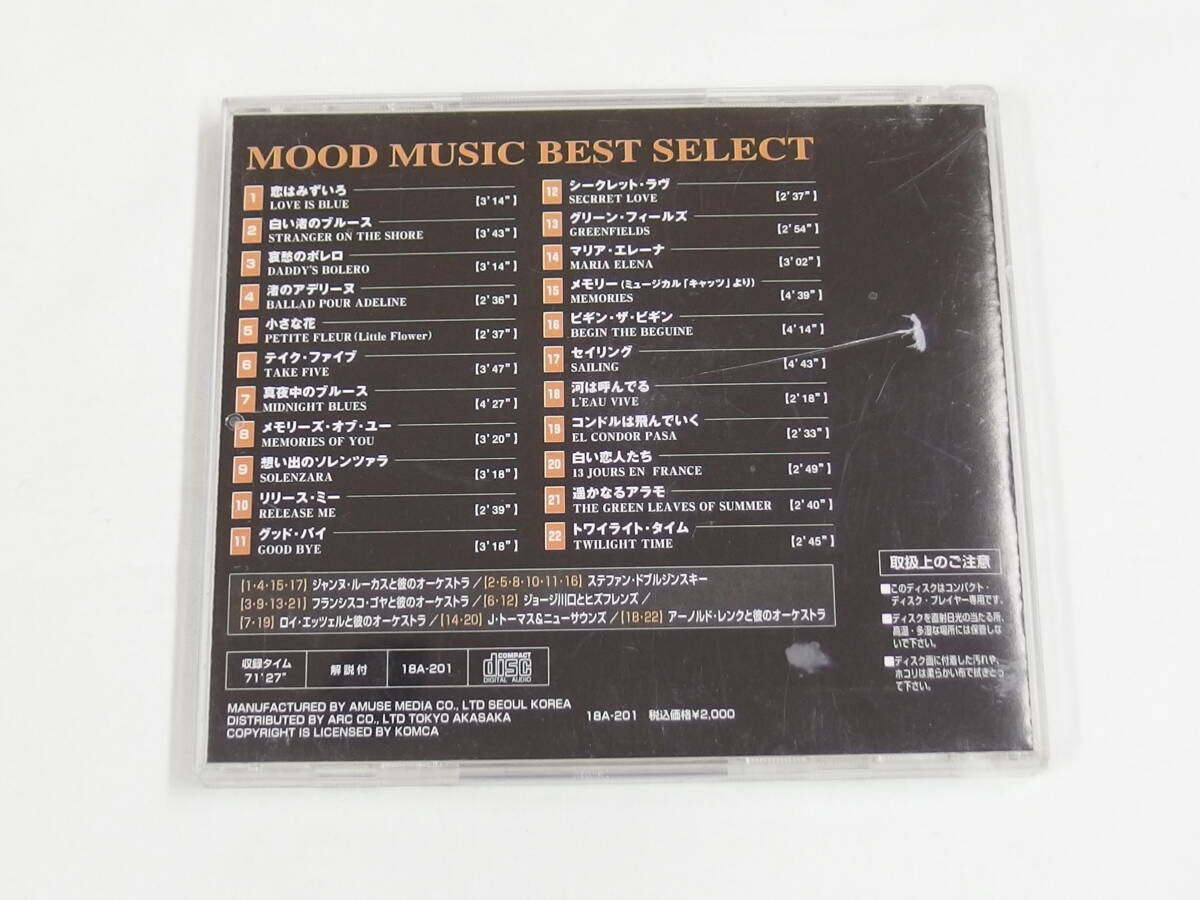 MOOD MUSIC BEST SELECT
1 恋はみずいろ
LOVE IS BLUE 【3'14"】
2 白い渚のブルース
STRANGER ON THE SHORE 【3'43"】
3 哀愁のボレロ
DADDY'S BOLERO 【3'14"】
4 渚のアデリーヌ
BALLAD POUR ADELINE 【2'36"】
5 小さな花
PETITE FLEUR (Little Flower) 【2'37"】
6 テイク・ファイブ
TAKE FIVE 【3'47"】
7 真夜中のブルース
MIDNIGHT BLUES 【4'27"】
8 メモリーズ・オブ・ユー
MEMORIES OF YOU 【3'20"】
9 想い出のソレンツァラ
SOLENZARA 【3'18"】
10 リリース・ミー
RELEASE ME 【2'39"】
11 グッド・バイ
GOOD BYE 【3'18"】
12 シークレット・ラヴ
SECRRET LOVE 【2'37"】
13 グリーン・フィールズ
GREENFIELDS 【2'54"】
14 マリア・エレーナ
MARIA ELENA 【3'02"】
15 メモリー(ミュージカル「キャッツ」より)
MEMORIES 【4'39"】
16 ビギン・ザ・ビギン
BEGIN THE BEGUINE 【4'14"】
17 セイリング
SAILING 【4'43"】
18 河は呼んでる
L'EAU VIVE 【2'18"】
19 コンドルは飛んでいく
EL CONDOR PASA 【2'33"】
20 白い恋人たち
13 JOURS EN FRANCE 【2'49"】
21 遥かなるアラモ
THE GREEN LEAVES OF SUMMER 【2'40"】
22 トワイライト・タイム
TWILIGHT TIME 【2'45"】
[1・4・15・17] ジャンヌ・ルーカスと彼のオーケストラ／[2・5・8・10・11・16] ステファン・ドブルジンスキー
[3・9・13・21] フランシスコ・ゴヤと彼のオーケストラ／[6・12] ジョージ川口とヒズフレンズ／
[7・19] ロイ・エッツェルと彼のオーケストラ／[14・20] J・トーマス&ニューサウンズ／[18・22] アーノルド・レンクと彼のオーケストラ
収録タイム
71'27"
解説付
18A-201
COMPACT
disc
DIGITAL AUDIO
MANUFACTURED BY AMUSE MEDIA CO., LTD SEOUL KOREA
DISTRIBUTED BY ARC CO., LTD TOKYO AKASAKA
COPYRIGHT IS LICENSED BY KOMCA
18A-201 税込価格¥2,000
取扱上のご注意
■このディスクはコンパクト・
ディスク・プレイヤー専用です。
■ディスクを直射日光の当たる所、
高温・多湿な場所には保管しな
いで下さい。
■ディスク面に付着した汚れや、
ホコリは柔らかい布で拭きとっ
て下さい。